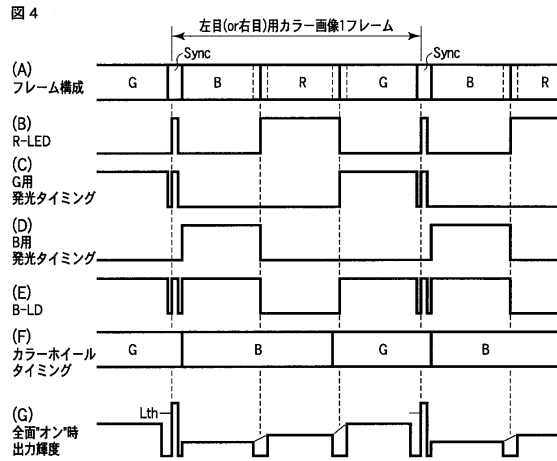 図4
左目(or右目)用カラー画像1フレーム
Sync
Sync
(A)
フレーム構成
G
B
R
G
B
R
(B)
R-LED
(C)
G用
発光タイミング
(D)
B用
発光タイミング
(E)
B-LD
(F)
カラーホイール
タイミング
G
B
G
B
(G)
全面"オン"時
出力輝度
Lth